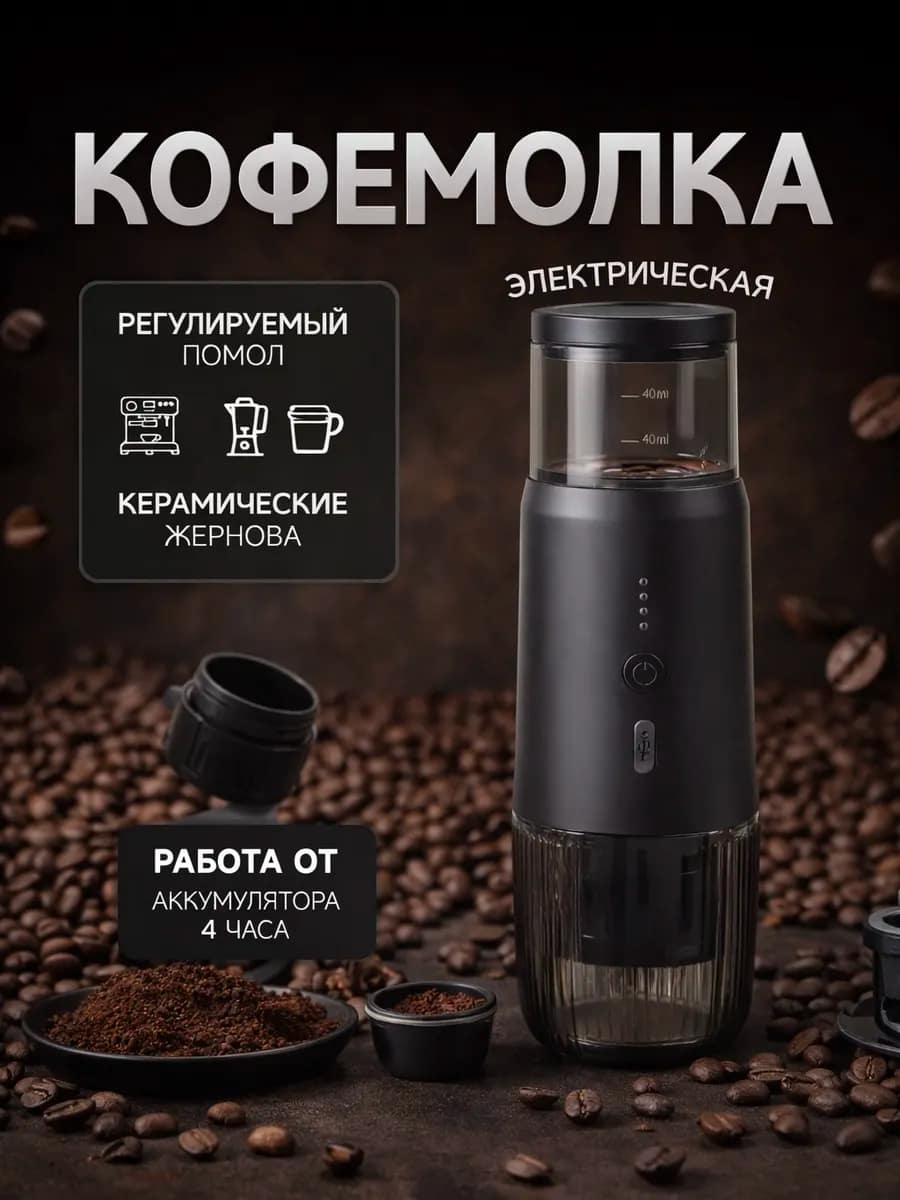 КОФЕМОЛКА
ЭЛЕКТРИЧЕСКАЯ
РЕГУЛИРУЕМЫЙ
ПОМОЛ
КЕРАМИЧЕСКИЕ
ЖЕРНОВА
40ml
40ml
РАБОТА ОТ
АККУМУЛЯТОРА
4 ЧАСА